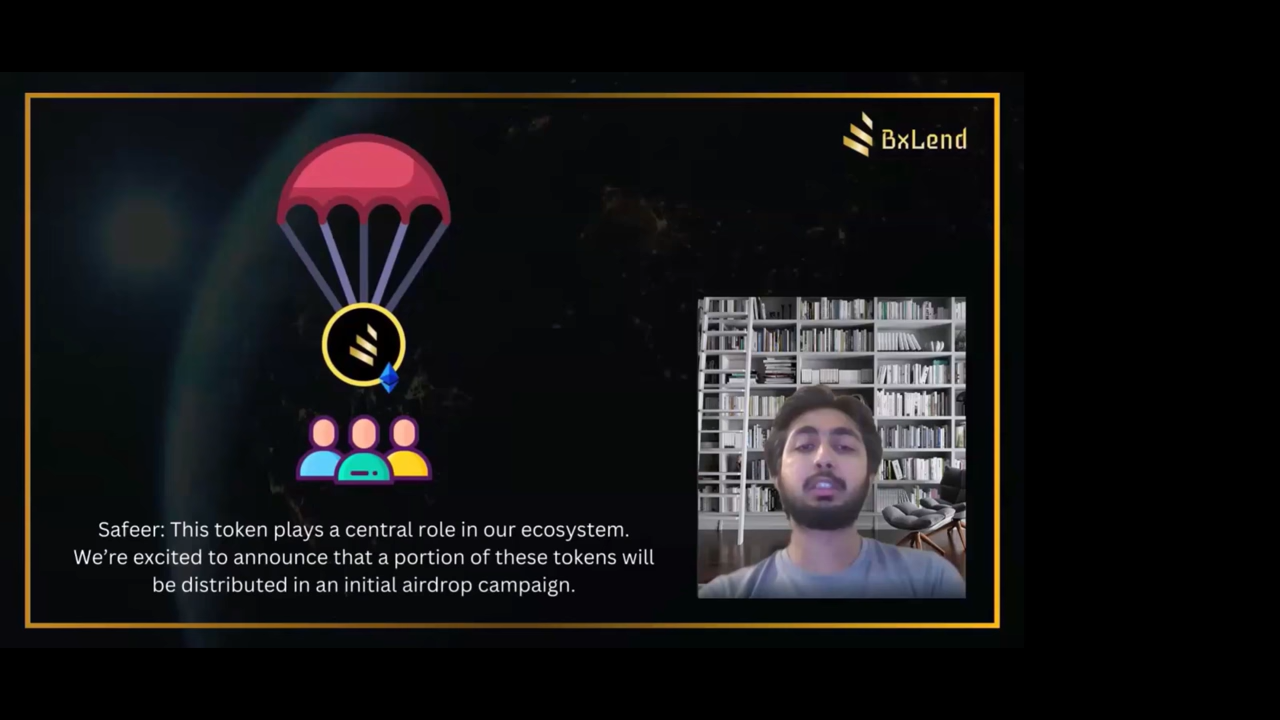 BxLend
Safeer: This token plays a central role in our ecosystem.
We’re excited to announce that a portion of these tokens will
be distributed in an initial airdrop campaign.